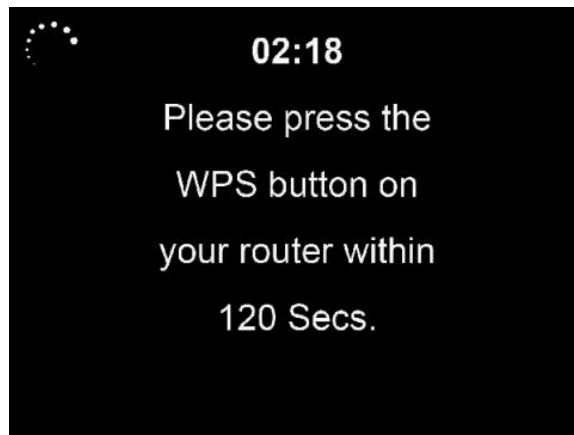 02:18
Please press the
WPS button on
your router within
120 Secs.